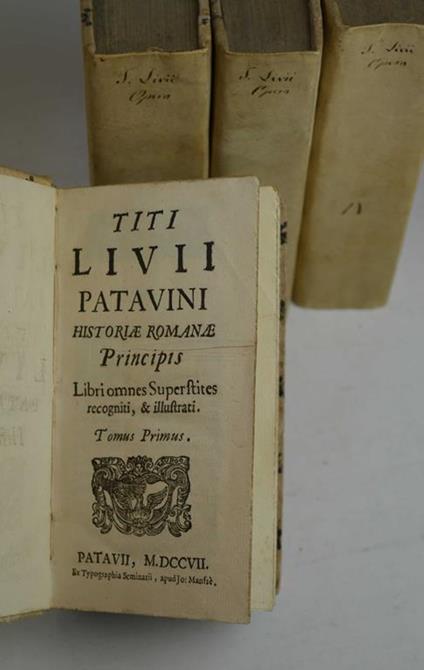 T. Livii
Opera
T. Livii
Opera
T. Livii
Opera
TITI
LIVII
PATAVINI
HISTORIÆ ROMANÆ
Principis
Libri omnes Superſtites
recogniti, & illuſtrati.
Tomus Primus.
PATAVII, M.DCCVII.
Ex Typographia Seminarii, apud Jo: Manfrè.